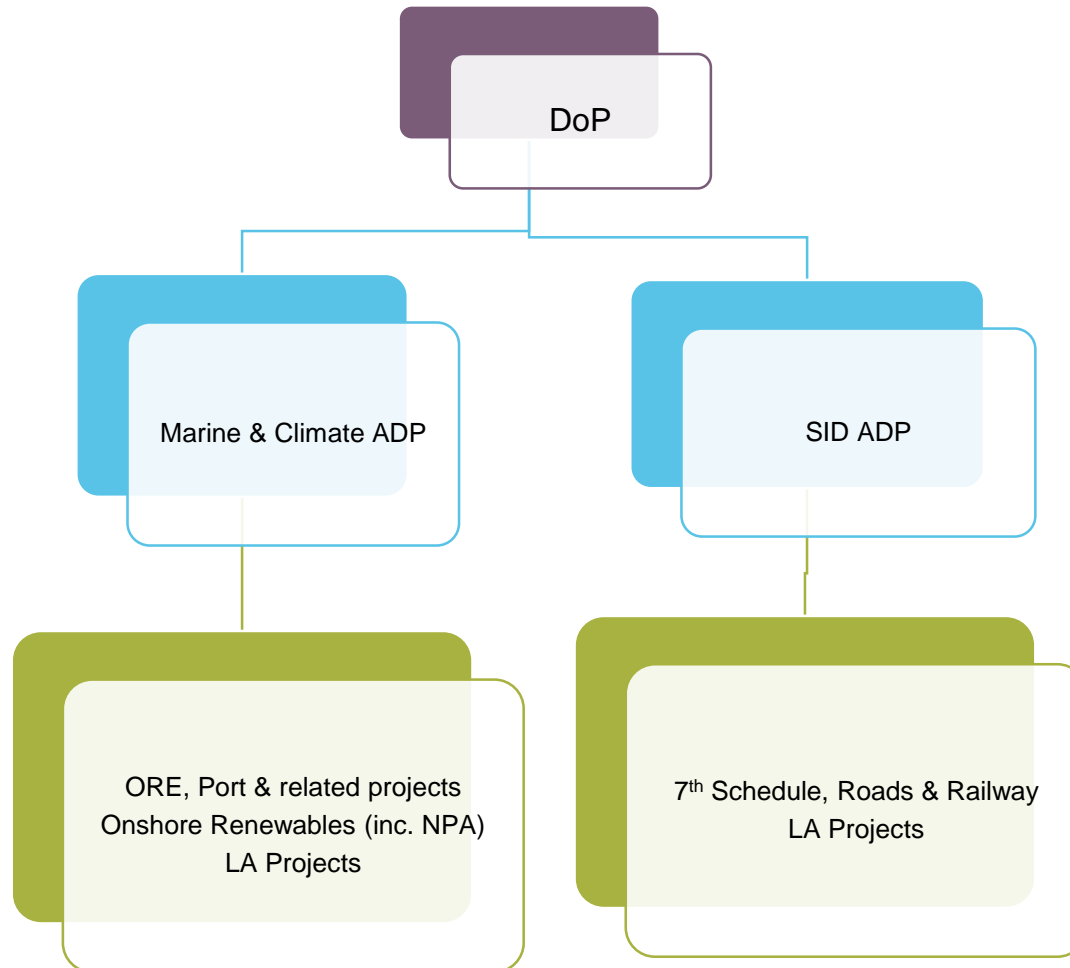 DoP
Marine & Climate ADP
SID ADP
ORE, Port & related projects
Onshore Renewables (inc. NPA)
LA Projects
7th Schedule, Roads & Railway
LA Projects